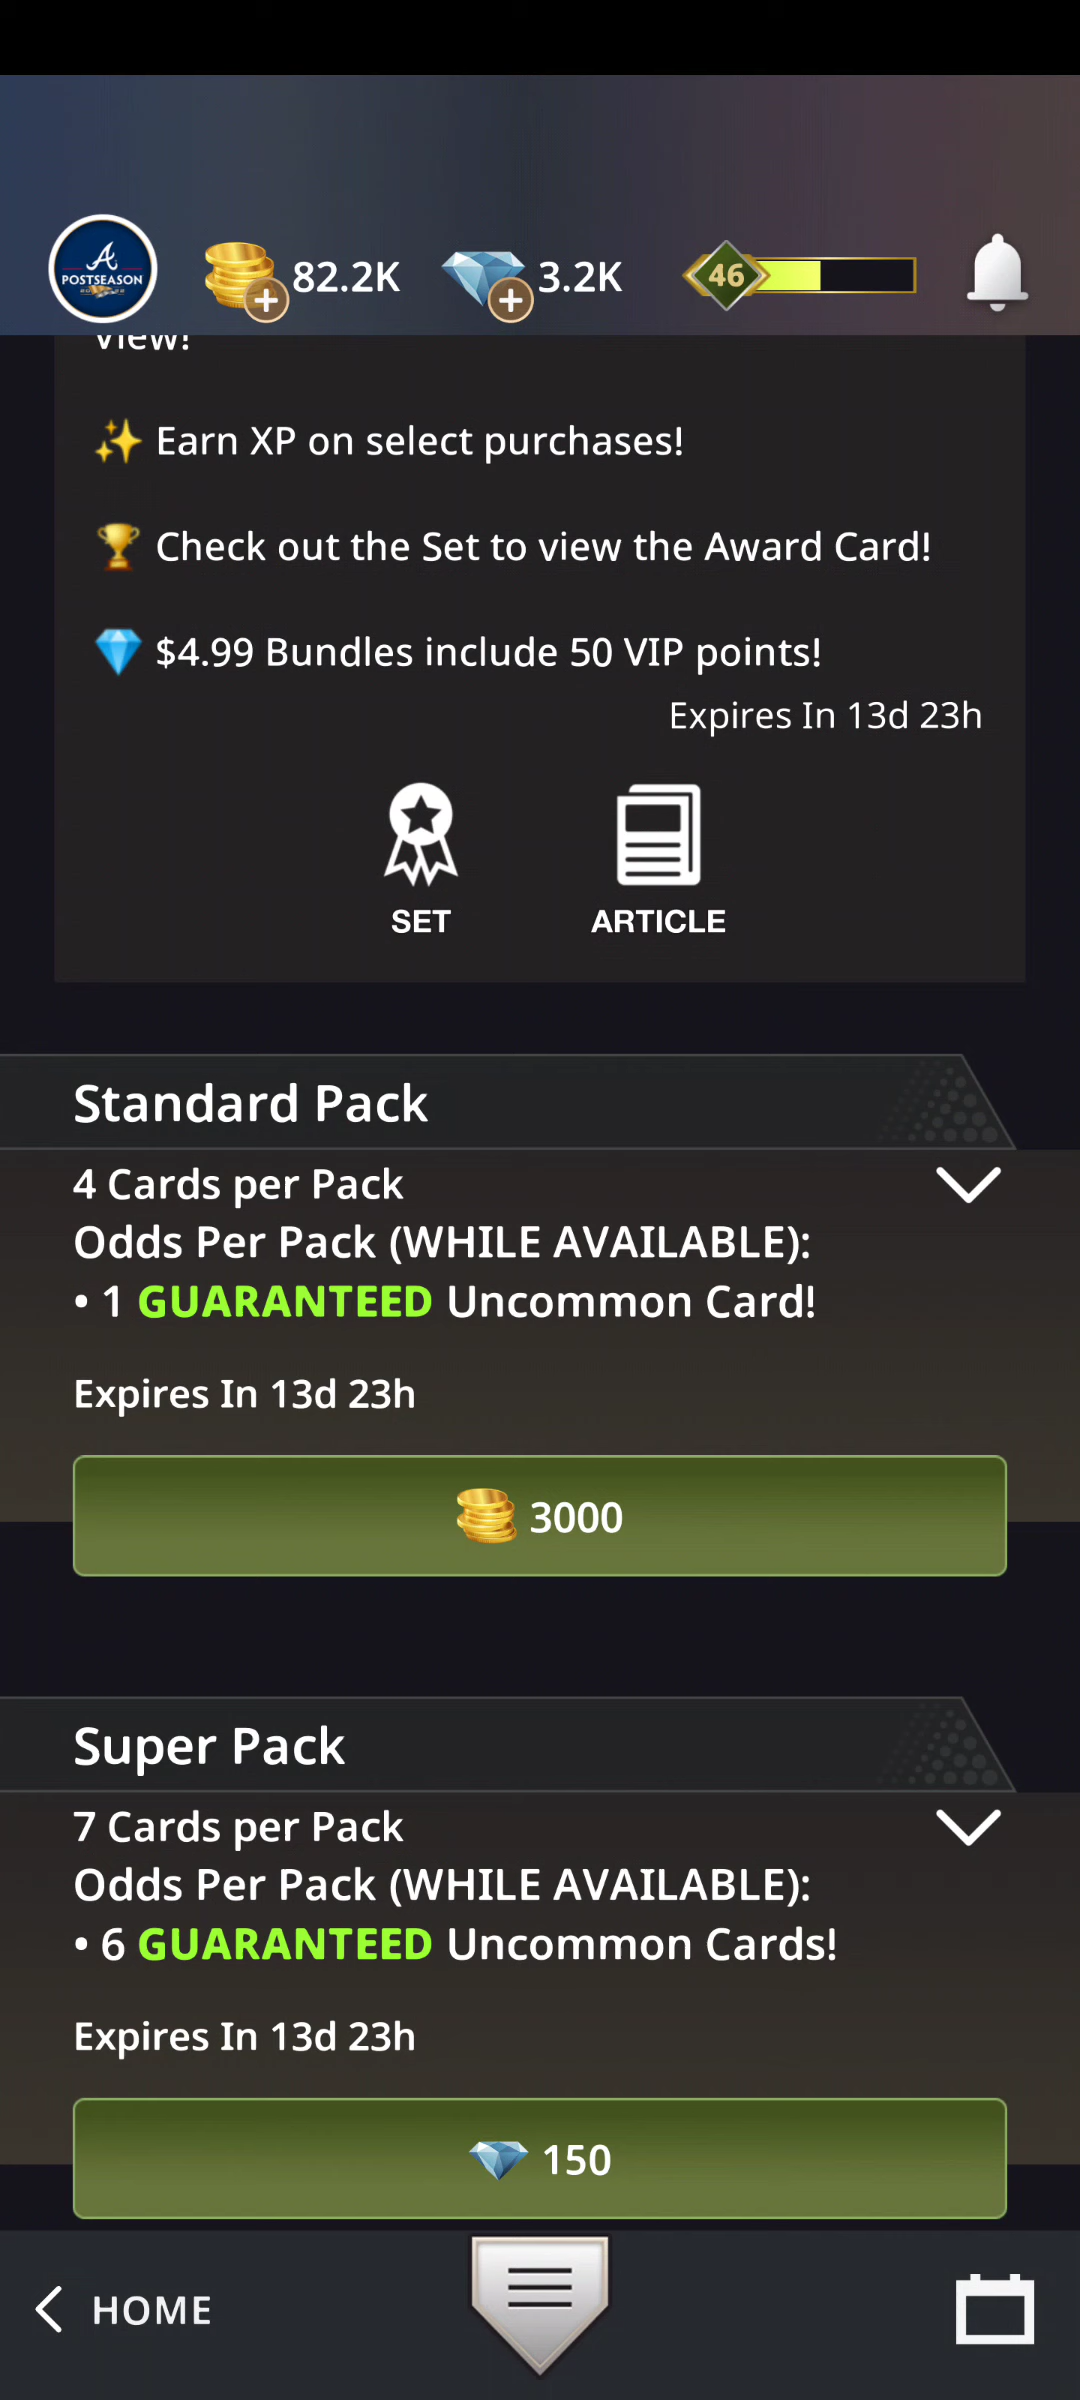 POSTSEASON
82.2K
3.2K
46
view!
✨ Earn XP on select purchases!
🏆 Check out the Set to view the Award Card!
💎 $4.99 Bundles include 50 VIP points!
Expires In 13d 23h
SET
ARTICLE
Standard Pack
4 Cards per Pack
Odds Per Pack (WHILE AVAILABLE):
• 1 GUARANTEED Uncommon Card!
Expires In 13d 23h
3000
Super Pack
7 Cards per Pack
Odds Per Pack (WHILE AVAILABLE):
• 6 GUARANTEED Uncommon Cards!
Expires In 13d 23h
150
HOME